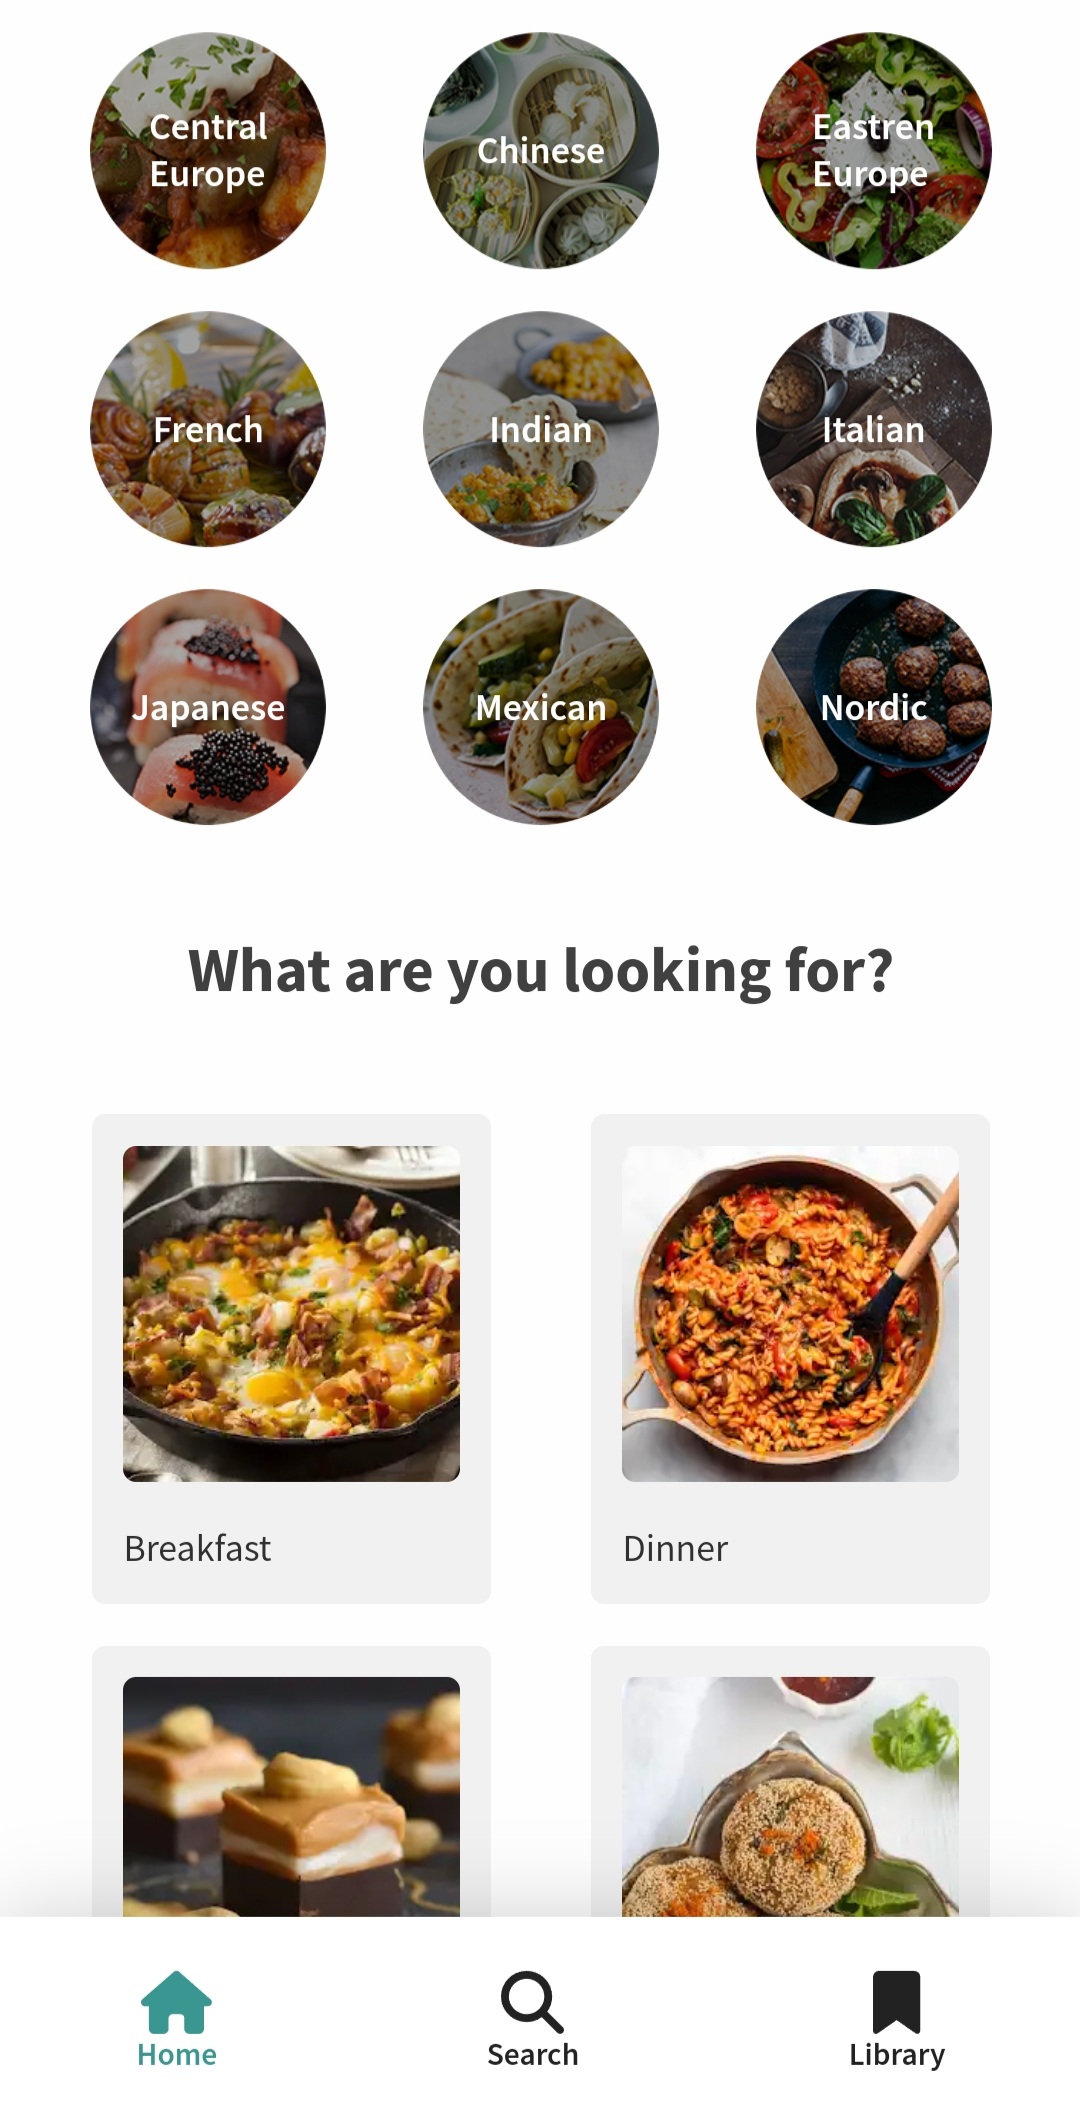 Central
Europe
Chinese
Eastren
Europe
French
Indian
Italian
Japanese
Mexican
Nordic
What are you looking for?
Breakfast
Dinner
Home
Search
Library